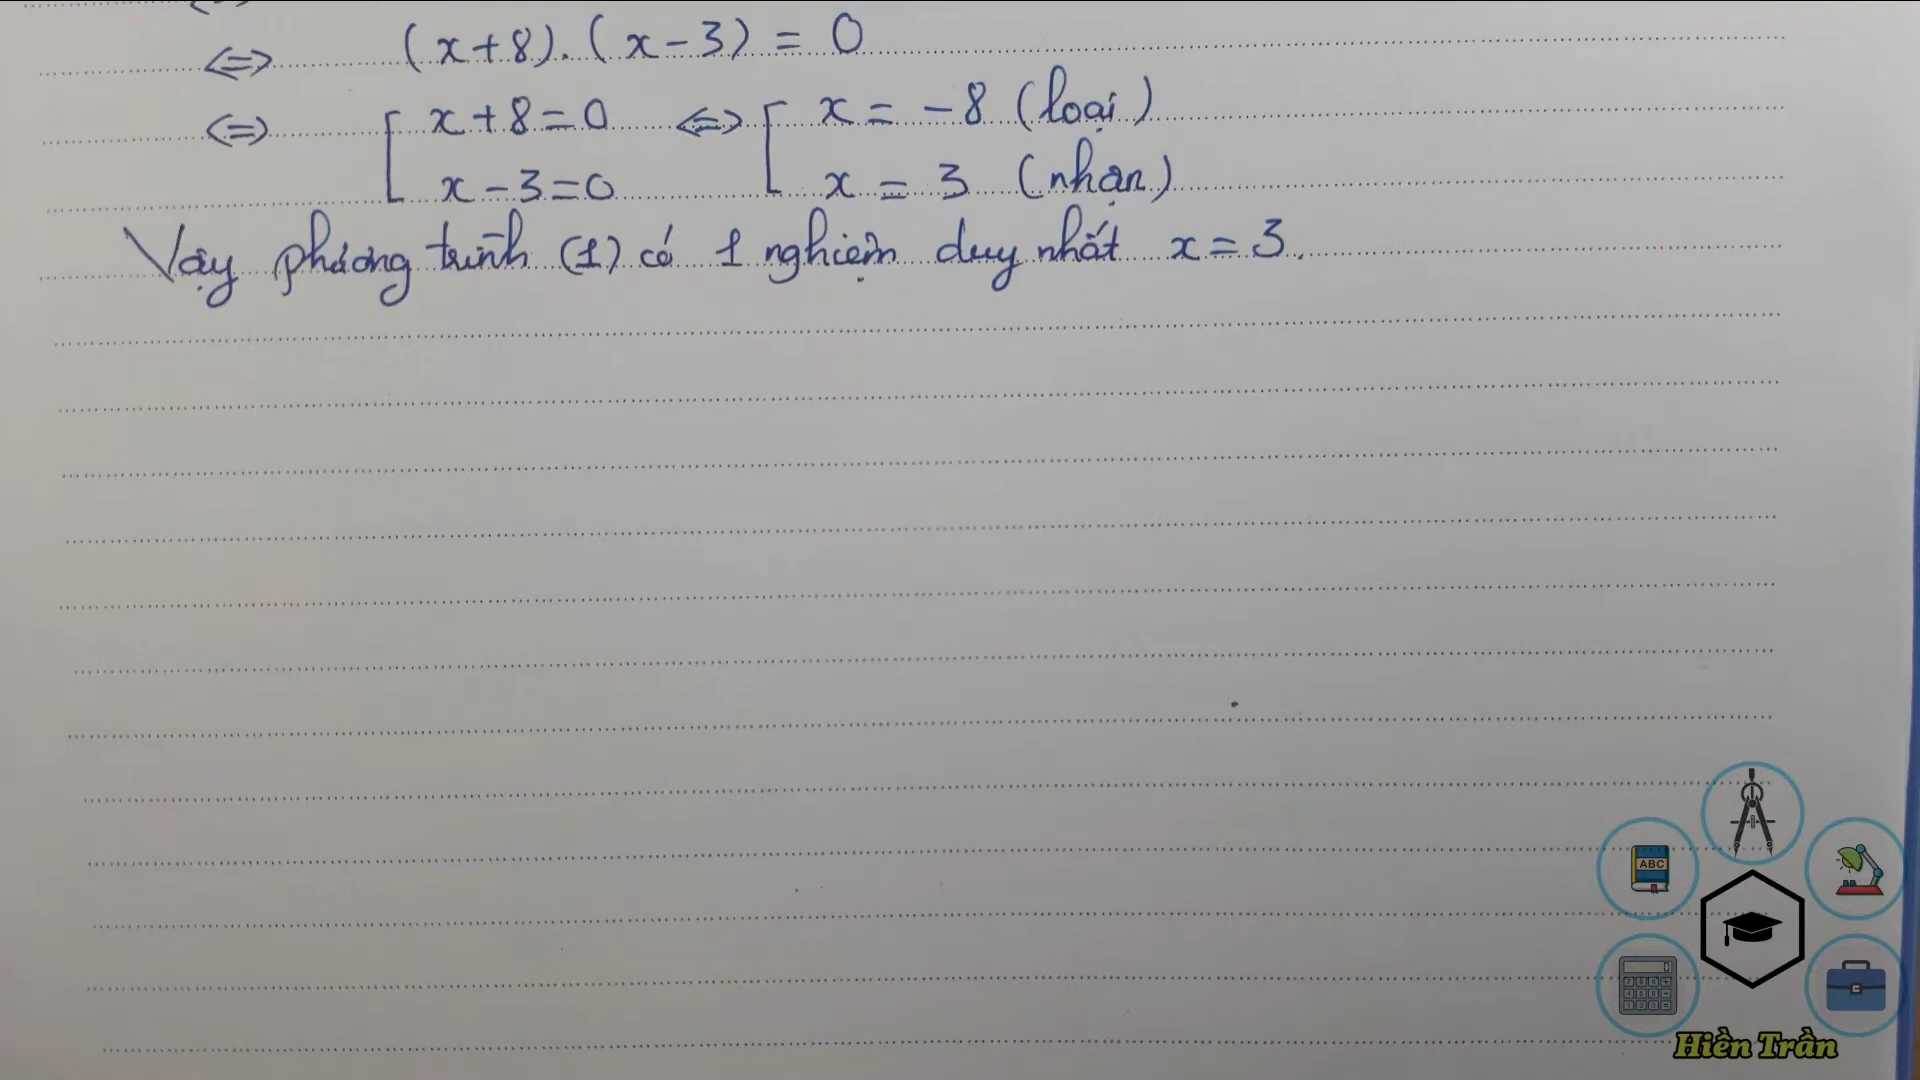 ⇔ (x+8).(x-3) = 0
⇔ [ x+8=0 ⇔ [ x = -8 (loại)
x-3=0 x = 3 (nhận)
Vậy phương trình (1) có 1 nghiệm duy nhất x = 3.
ABC
Hiền Trần